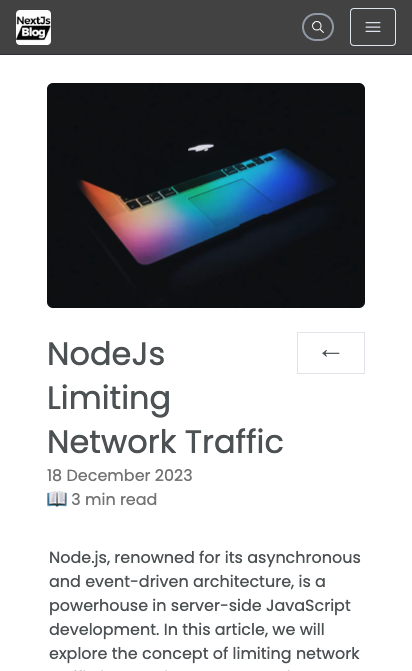 NextJs
Blog
NodeJs
Limiting
Network Traffic
18 December 2023
3 min read
Node.js, renowned for its asynchronous
and event-driven architecture, is a
powerhouse in server-side JavaScript
development. In this article, we will
explore the concept of limiting network